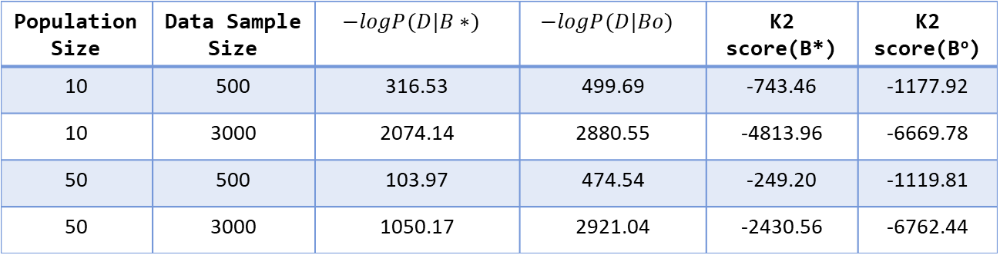 Population Size | Data Sample Size | −logP(D|B ∗) | −logP(D|Bo) | K2 score(B*) | K2 score(Bᵒ)
10 | 500 | 316.53 | 499.69 | -743.46 | -1177.92
10 | 3000 | 2074.14 | 2880.55 | -4813.96 | -6669.78
50 | 500 | 103.97 | 474.54 | -249.20 | -1119.81
50 | 3000 | 1050.17 | 2921.04 | -2430.56 | -6762.44